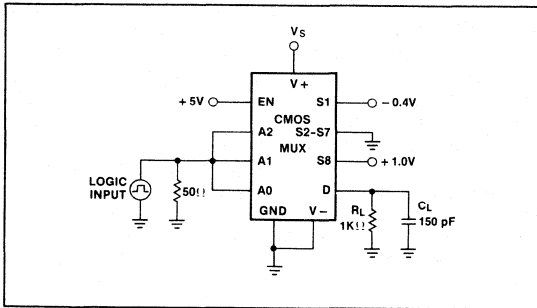 VS
V+
+5V EN S1 -0.4V
CMOS
A2 S2-S7
MUX
A1 S8 +1.0V
LOGIC
INPUT
50Ω A0 D
GND V- RL CL
1KΩ 150 pF